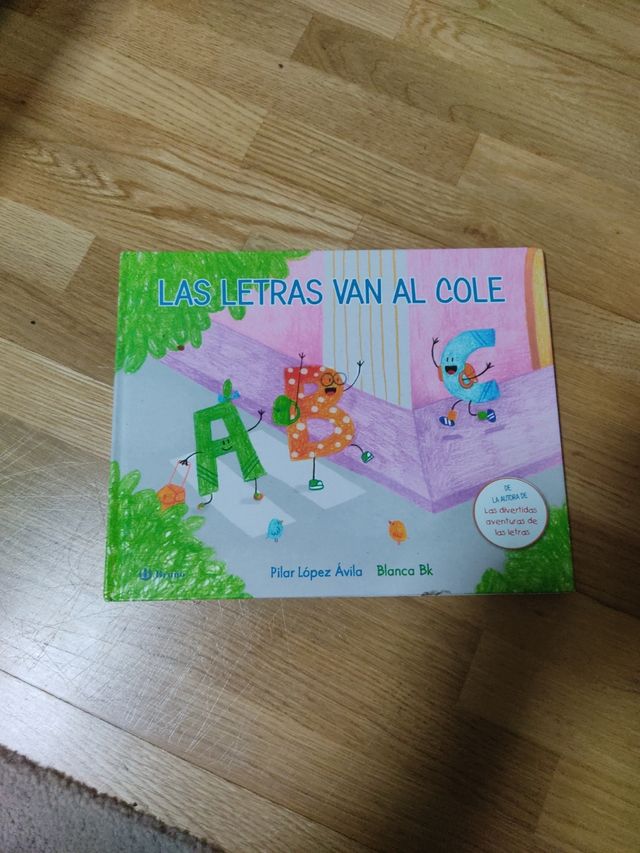 LAS LETRAS VAN AL COLE
A B C
DE
LA AUTORA DE
Las divertidas
aventuras de
las letras
Pilar López Ávila Blanca Bk
Bruño